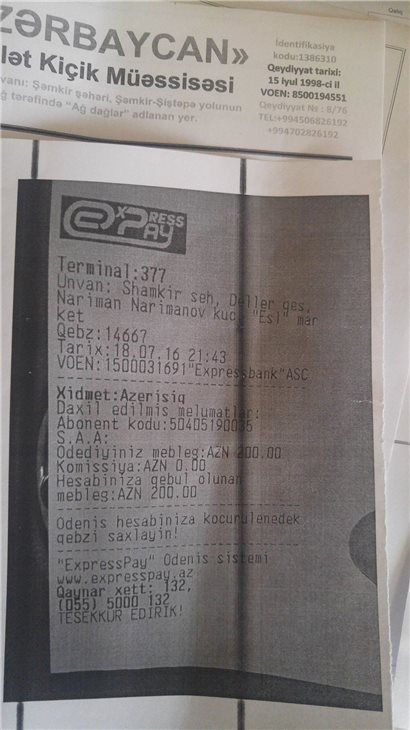 Qalıq
ZƏRBAYCAN»
lət Kiçik Müəssisəsi
vanı: Şəmkir şəhəri, Şəmkir-Şiştəpə yolunun
ğ tərəfində "Ağ dağlar" adlanan yer.
İdentifikasiya
kodu:1386310
Qeydiyyat tarixi:
15 iyul 1998-ci il
VOEN: 8500194551
Qeydiyyat № : 8/76
TEL:+994506826192
+994702826192
eXPRESS
PAY
Terminal:377
Unvan: Shamkir seh, Deller qes,
Nariman Narimanov kuc, "Esl" mar
ket
Qebz:14667
Tarix:18.07.16 21:43
VOEN:1500031691"Expressbank"ASC
Xidmet:Azerisiq
Daxil edilmis melumatlar:
Abonent kodu:50405190035
S.A.A:
Odediyiniz mebleg:AZN 200.00
Komissiya:AZN 0.00
Hesabiniza qebul olunan
mebleg:AZN 200.00
Odenis hesabiniza kocurulenedek
qebzi saxlayin!
"ExpressPay" Odenis sistemi
www.expresspay.az
Qaynar xett: 132,
(055) 5000 132
TESEKKUR EDIRIK!